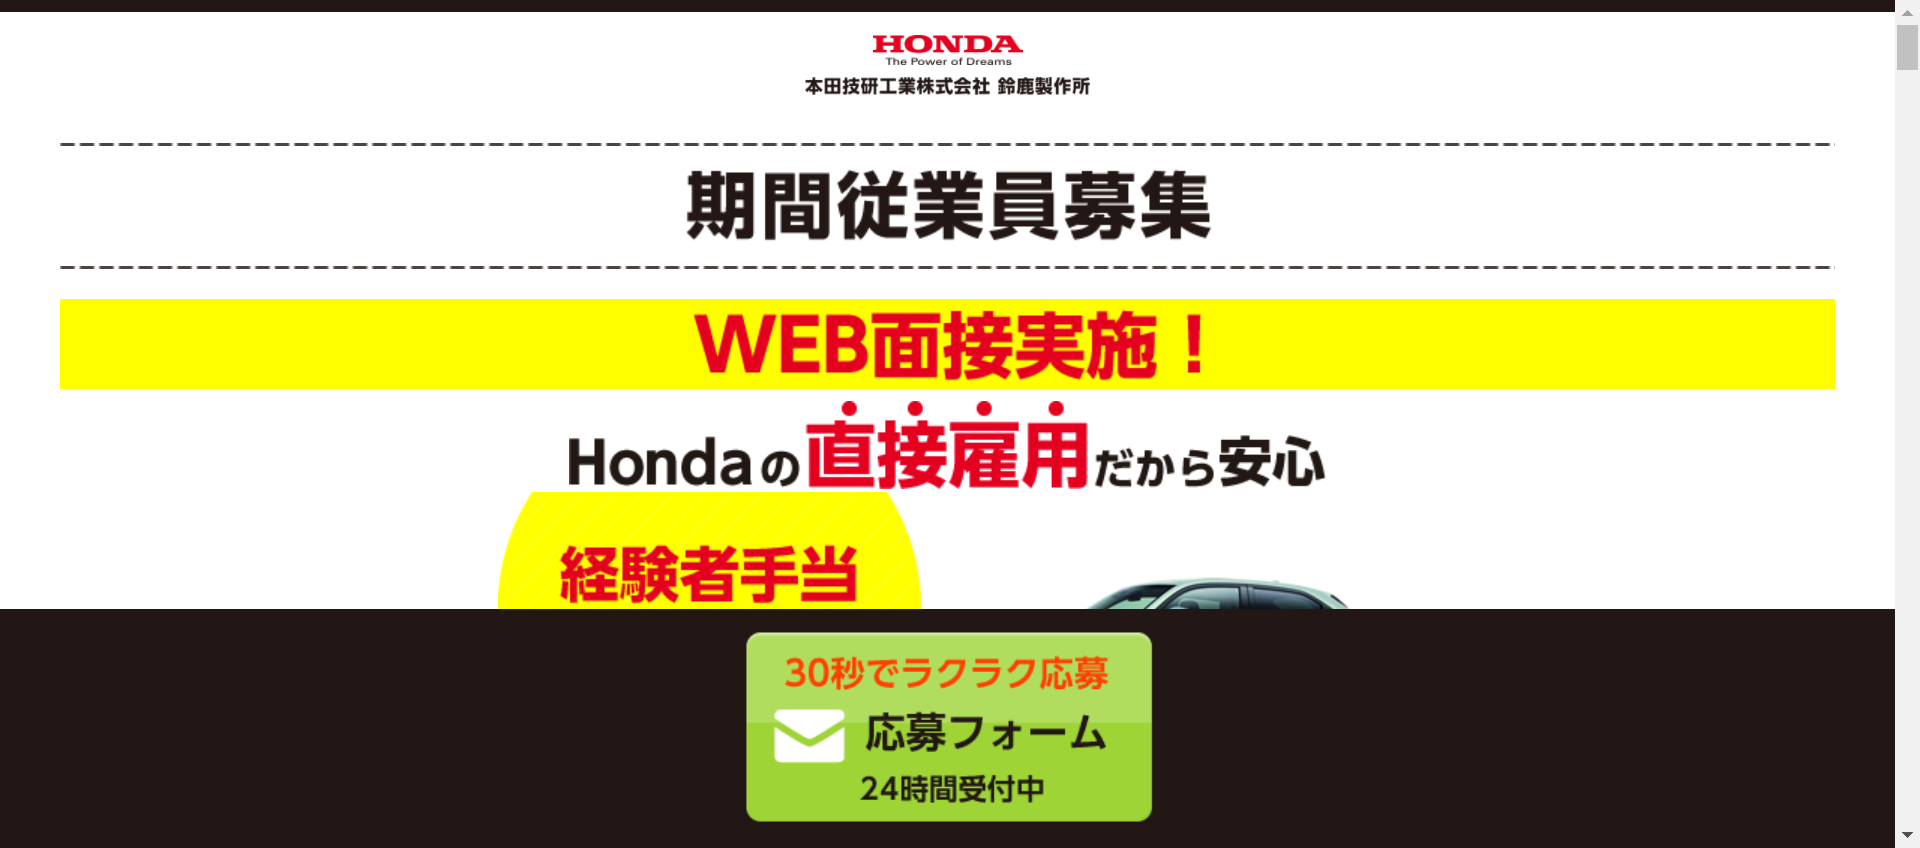 HONDA
The Power of Dreams
本田技研工業株式会社 鈴鹿製作所
期間従業員募集
WEB面接実施！
Hondaの直接雇用だから安心
経験者手当
30秒でラクラク応募
応募フォーム
24時間受付中